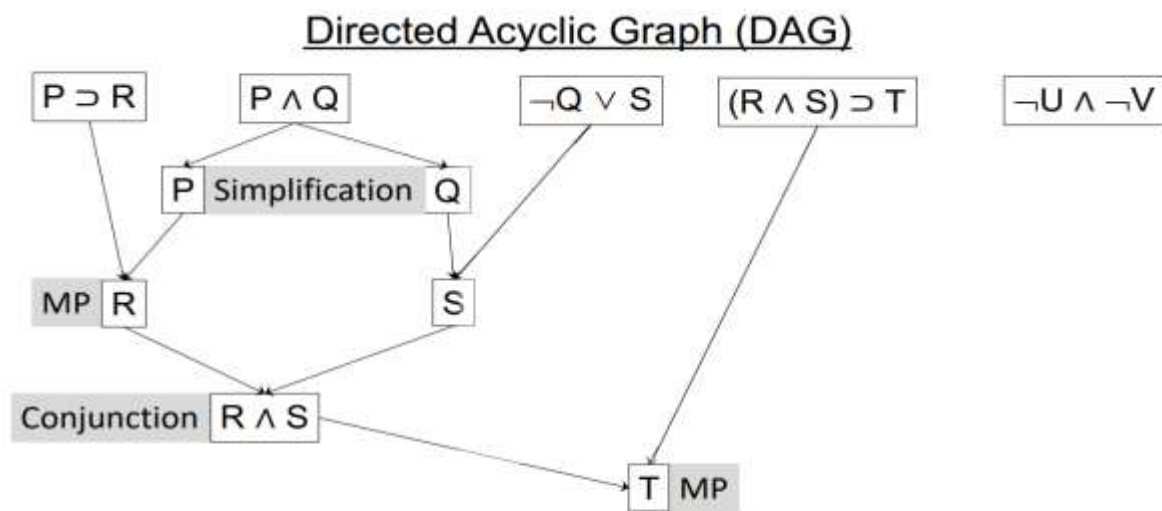 Directed Acyclic Graph (DAG)
P ⊃ R
P ∧ Q
¬Q ∨ S
(R ∧ S) ⊃ T
¬U ∧ ¬V
P Simplification Q
MP R
S
Conjunction R ∧ S
T MP